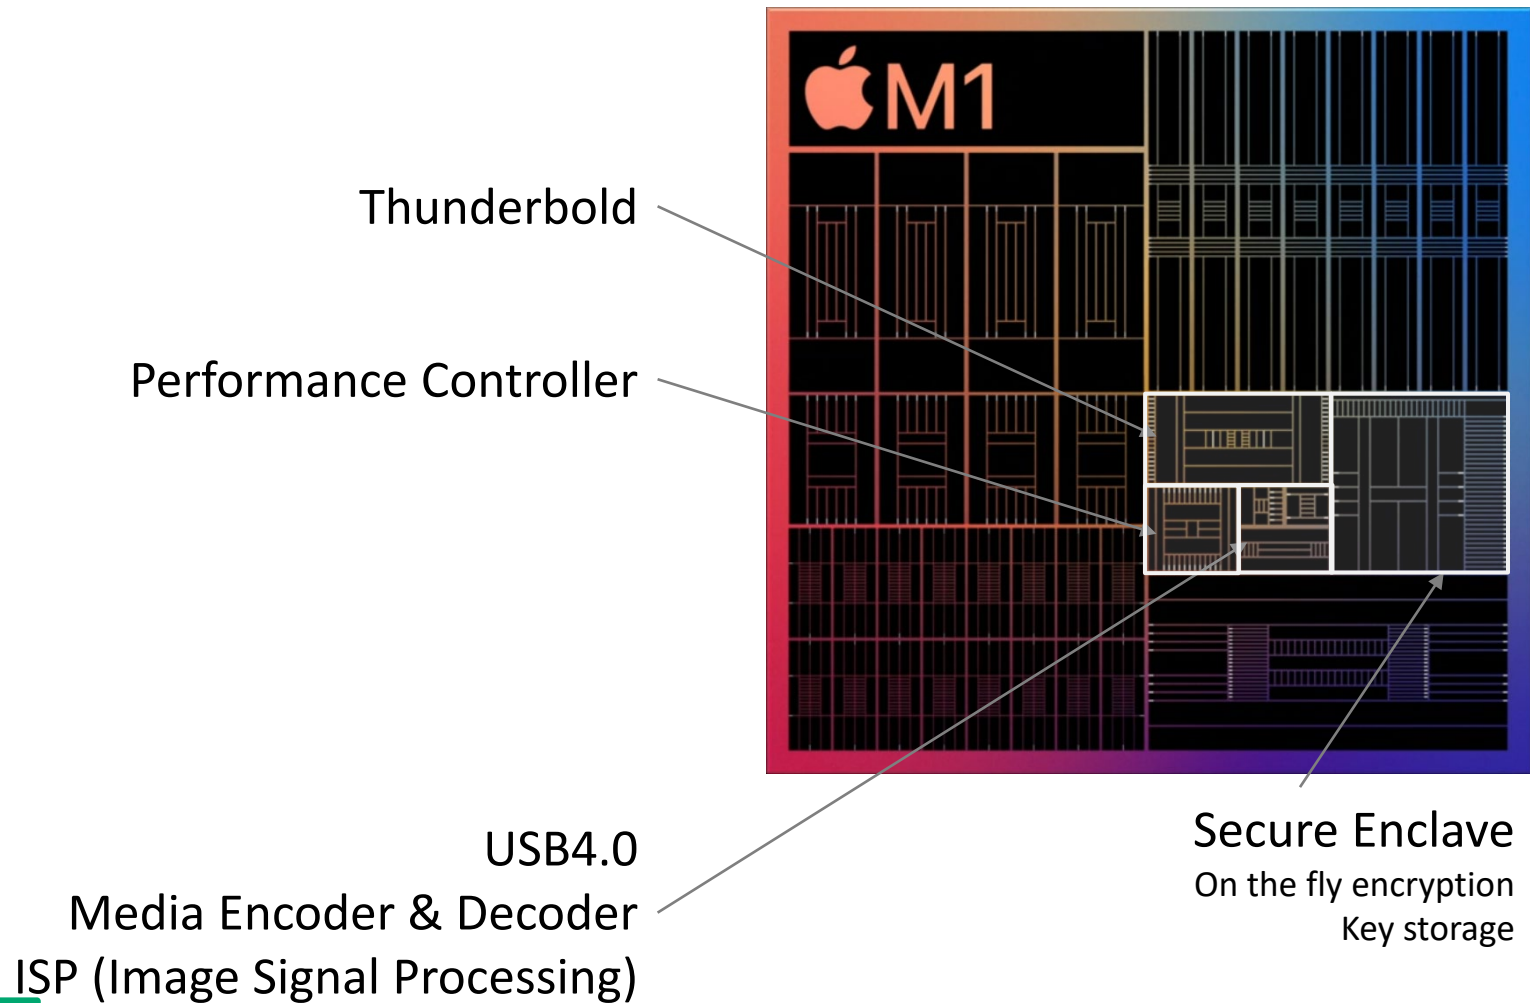 M1
Thunderbold
Performance Controller
USB4.0
Media Encoder & Decoder
ISP (Image Signal Processing)
Secure Enclave
On the fly encryption
Key storage